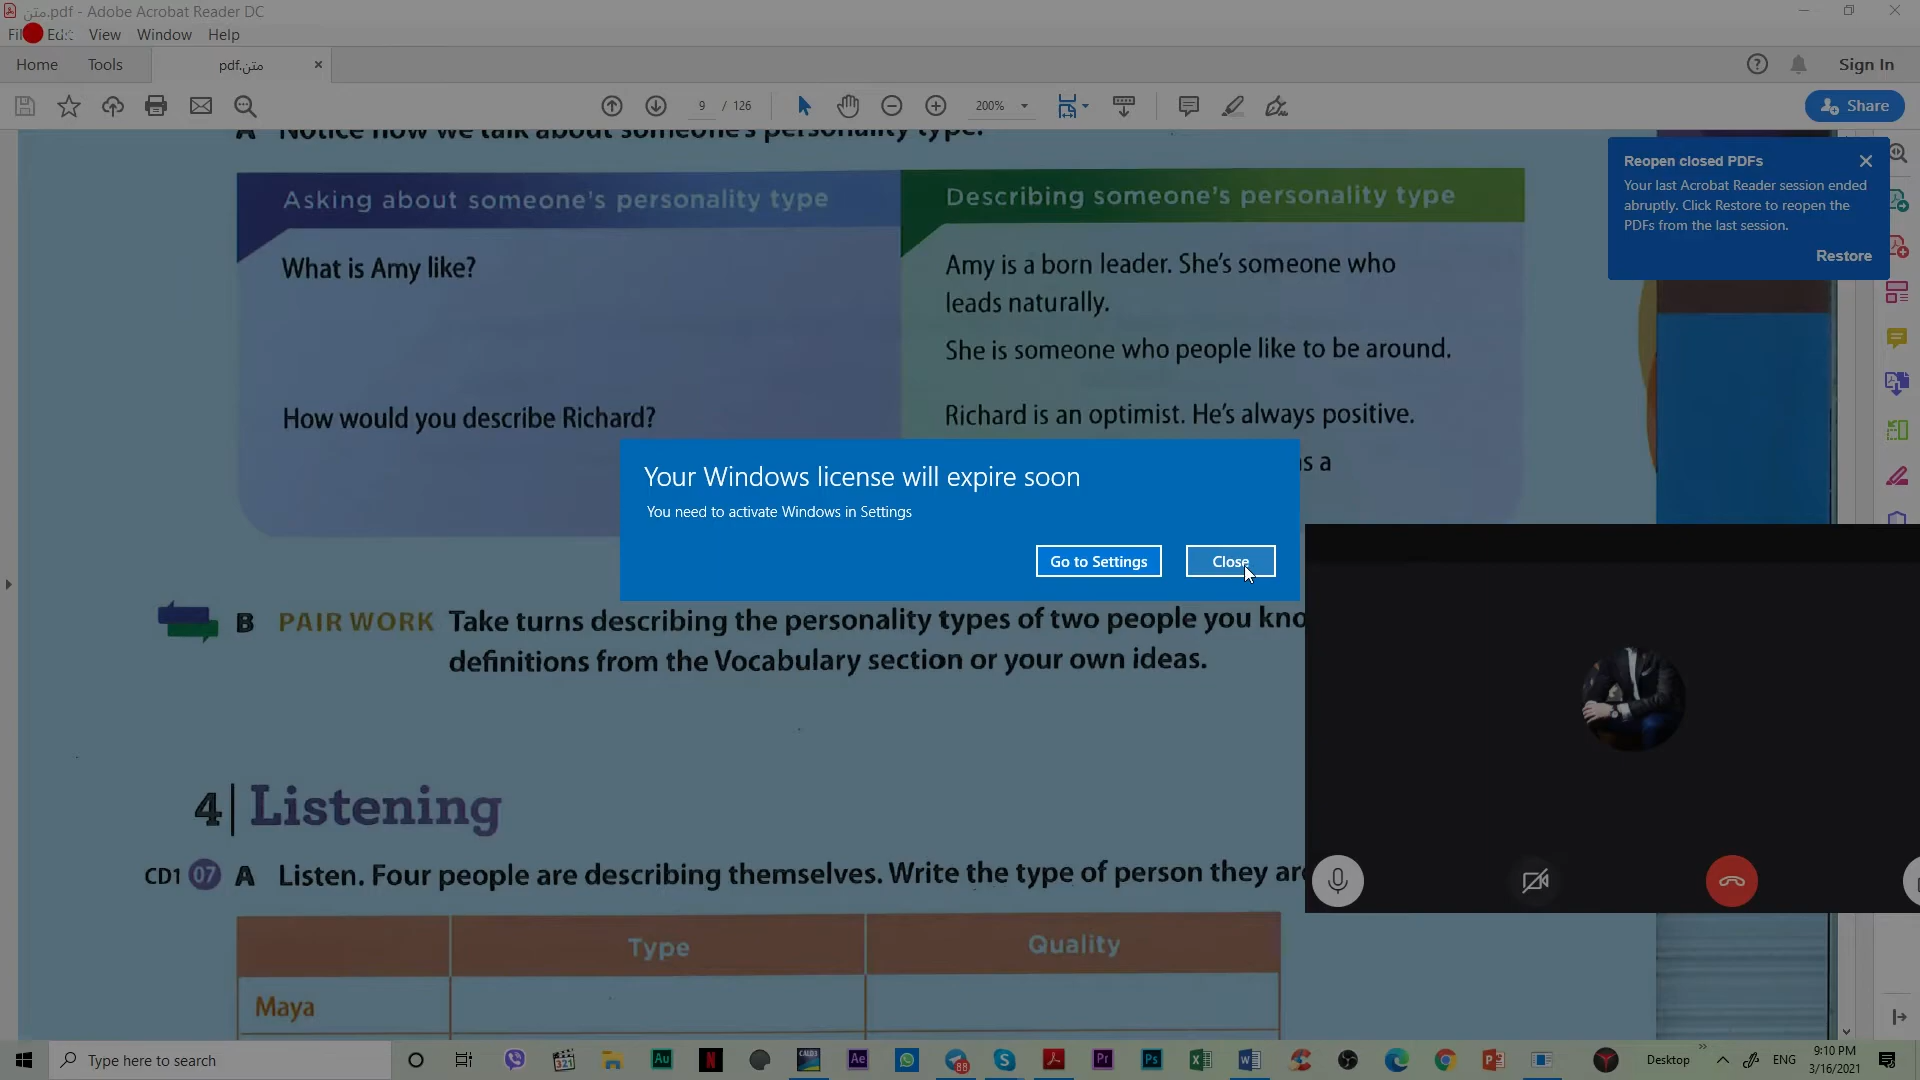 متن.pdf - Adobe Acrobat Reader DC
View Window Help
Home Tools متن.pdf
Sign In
9 / 126
200%
Share
A Notice how we talk about someone's personality type.
Reopen closed PDFs
Your last Acrobat Reader session ended
abruptly. Click Restore to reopen the
PDFs from the last session.
Restore
Asking about someone's personality type
Describing someone's personality type
What is Amy like?
Amy is a born leader. She's someone who
leads naturally.
She is someone who people like to be around.
How would you describe Richard?
Richard is an optimist. He's always positive.
Your Windows license will expire soon
You need to activate Windows in Settings
Go to Settings
Close
B PAIR WORK Take turns describing the personality types of two people you kno
definitions from the Vocabulary section or your own ideas.
4 Listening
CD1 07 A Listen. Four people are describing themselves. Write the type of person they are
Type
Quality
Maya
Type here to search
Au
321
Ae
CALD3
88
Pr
Ps
Desktop
ENG
9:10 PM
3/16/2021